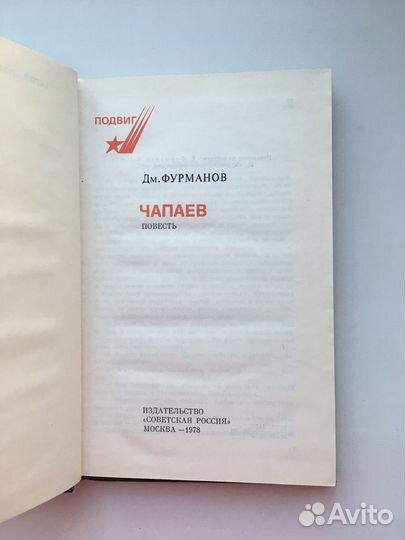 ПОДВИГ
Дм. ФУРМАНОВ
ЧАПАЕВ
ПОВЕСТЬ
ИЗДАТЕЛЬСТВО
«СОВЕТСКАЯ РОССИЯ»
МОСКВА —1978
Avito